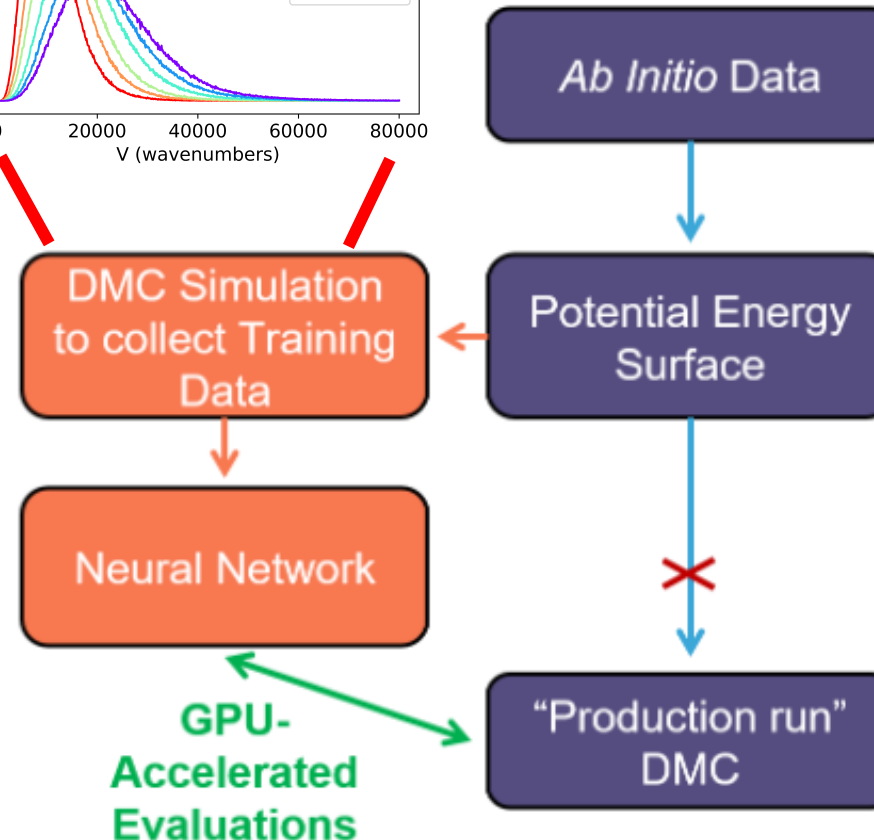 0 20000 40000 60000 80000
V (wavenumbers)
Ab Initio Data
DMC Simulation
to collect Training
Data
Potential Energy
Surface
Neural Network
GPU-
Accelerated
Evaluations
“Production run”
DMC